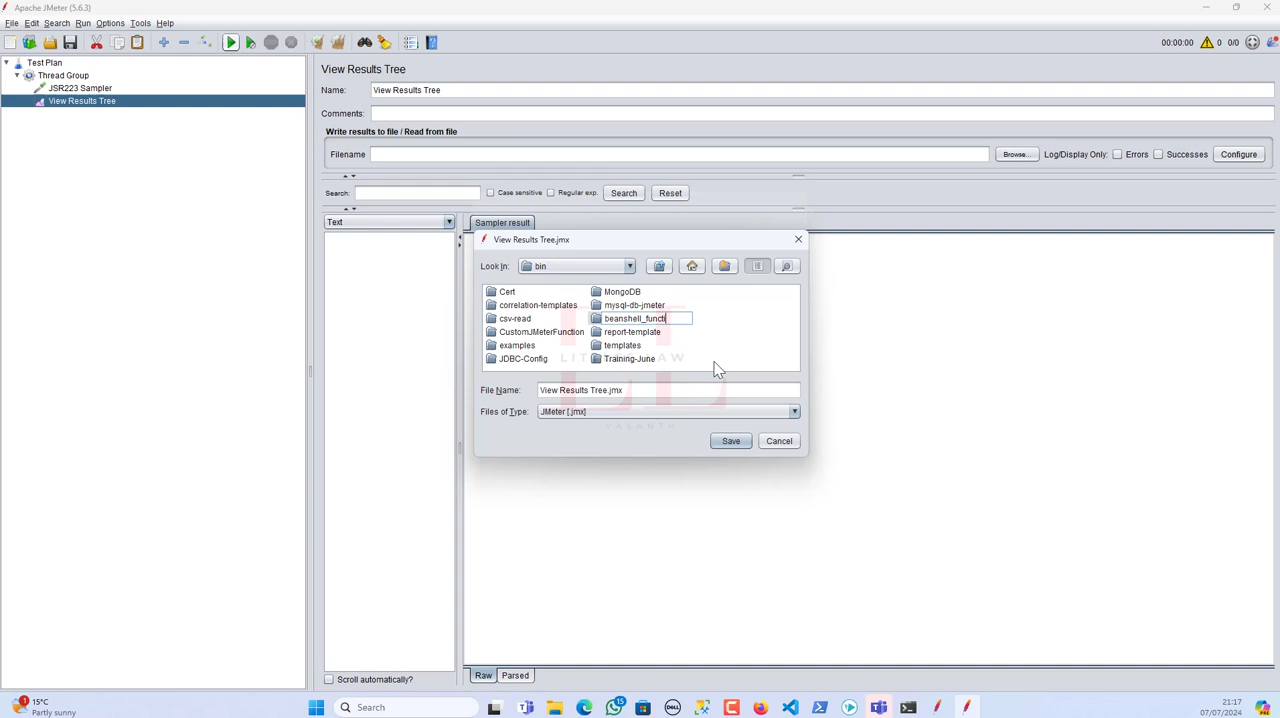 Apache JMeter (5.6.3)
File Edit Search Run Options Tools Help
00:00:00 0 0/0
Test Plan
Thread Group
JSR223 Sampler
View Results Tree
View Results Tree
Name: View Results Tree
Comments:
Write results to file / Read from file
Filename Browse... Log/Display Only: Errors Successes Configure
Search: Case sensitive Regular exp. Search Reset
Text
Sampler result
View Results Tree.jmx
Look In: bin
Cert MongoDB
correlation-templates mysql-db-jmeter
csv-read beanshell_functi
CustomJMeterFunction report-template
examples templates
JDBC-Config Training-June
File Name: View Results Tree.jmx
Files of Type: JMeter [.jmx]
VASANTH
Save Cancel
Scroll automatically?
Raw Parsed
1 15°C
Partly sunny
Search
15
DELL
21:17
07/07/2024